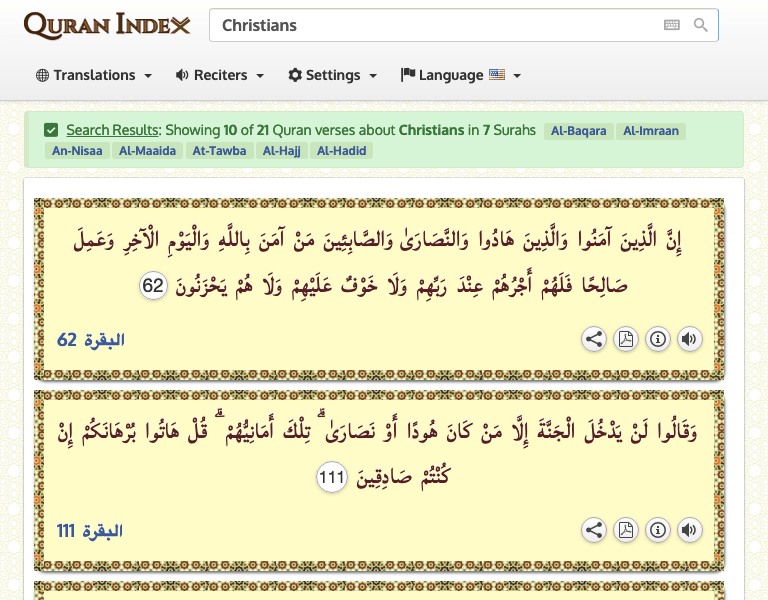 QURAN INDEX
Christians
Translations Reciters Settings Language
Search Results: Showing 10 of 21 Quran verses about Christians in 7 Surahs Al-Baqara Al-Imraan
An-Nisaa Al-Maaida At-Tawba Al-Hajj Al-Hadid
إِنَّ الَّذِينَ آمَنُوا وَالَّذِينَ هَادُوا وَالنَّصَارَىٰ وَالصَّابِئِينَ مَنْ آمَنَ بِاللَّهِ وَالْيَوْمِ الْآخِرِ وَعَمِلَ
صَالِحًا فَلَهُمْ أَجْرُهُمْ عِنْدَ رَبِّهِمْ وَلَا خَوْفٌ عَلَيْهِمْ وَلَا هُمْ يَحْزَنُونَ 62
البقرة 62
وَقَالُوا لَنْ يَدْخُلَ الْجَنَّةَ إِلَّا مَنْ كَانَ هُودًا أَوْ نَصَارَىٰ ۗ تِلْكَ أَمَانِيُّهُمْ ۗ قُلْ هَاتُوا بُرْهَانَكُمْ إِنْ
كُنْتُمْ صَادِقِينَ 111
البقرة 111